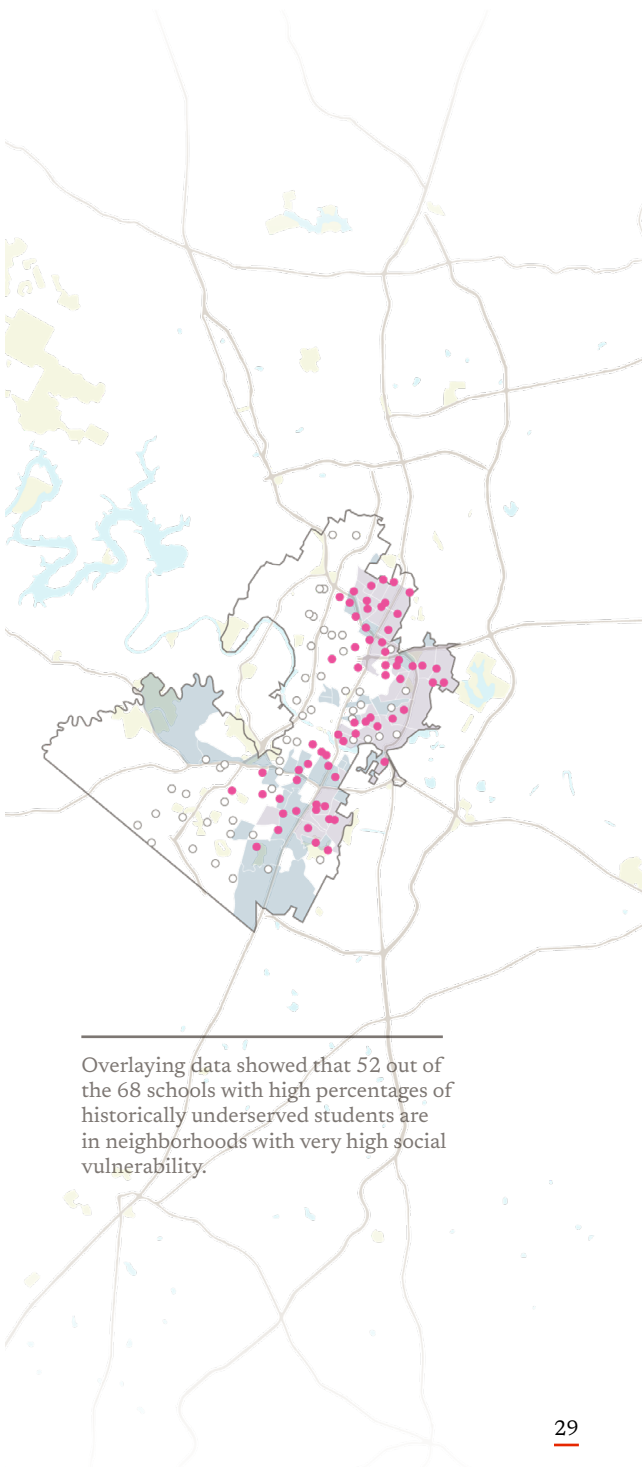 Overlaying data showed that 52 out of
the 68 schools with high percentages of
historically underserved students are
in neighborhoods with very high social
vulnerability.
29